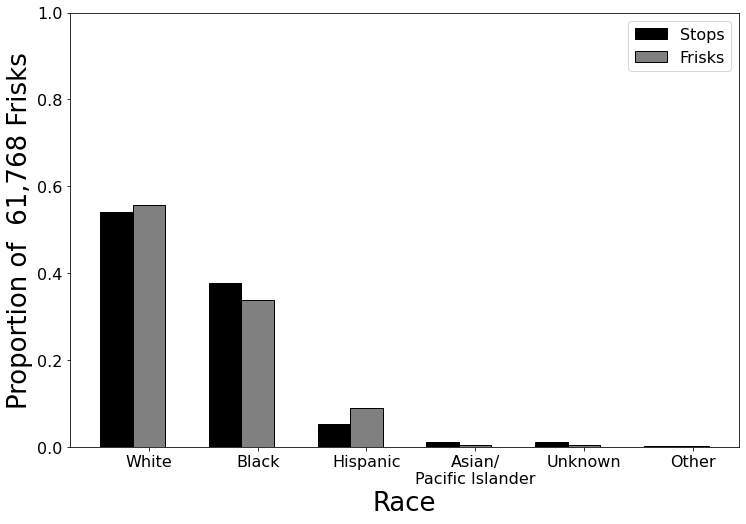 1.0
Stops
Frisks
0.8
0.6
0.4
0.2
0.0
Proportion of  61,768 Frisks
White
Black
Hispanic
Asian/
Pacific Islander
Unknown
Other
Race